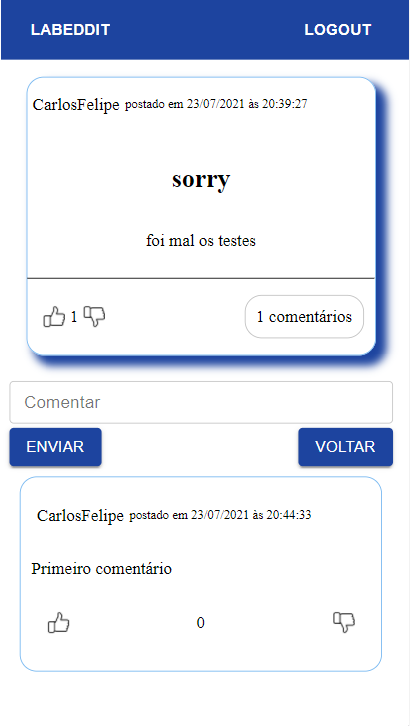 LABEDDIT LOGOUT
CarlosFelipe postado em 23/07/2021 às 20:39:27
sorry
foi mal os testes
1 1 comentários
Comentar
ENVIAR VOLTAR
CarlosFelipe postado em 23/07/2021 às 20:44:33
Primeiro comentário
0